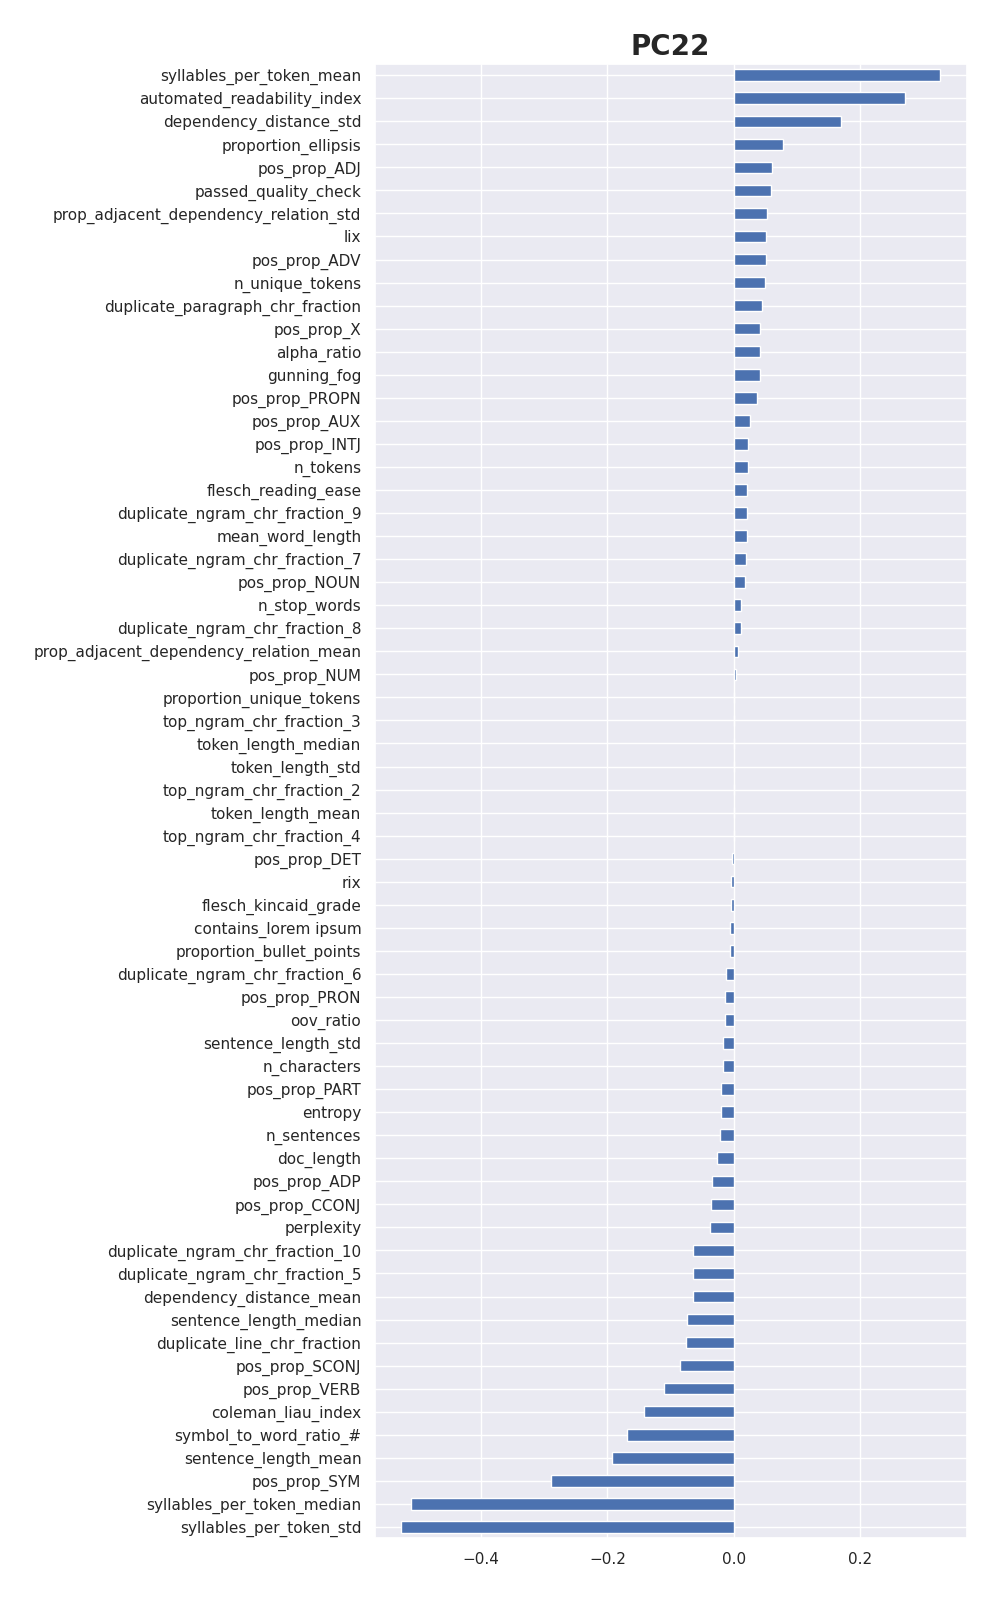 PC22
syllables_per_token_mean
automated_readability_index
dependency_distance_std
proportion_ellipsis
pos_prop_ADJ
passed_quality_check
prop_adjacent_dependency_relation_std
lix
pos_prop_ADV
n_unique_tokens
duplicate_paragraph_chr_fraction
pos_prop_X
alpha_ratio
gunning_fog
pos_prop_PROPN
pos_prop_AUX
pos_prop_INTJ
n_tokens
flesch_reading_ease
duplicate_ngram_chr_fraction_9
mean_word_length
duplicate_ngram_chr_fraction_7
pos_prop_NOUN
n_stop_words
duplicate_ngram_chr_fraction_8
prop_adjacent_dependency_relation_mean
pos_prop_NUM
proportion_unique_tokens
top_ngram_chr_fraction_3
token_length_median
token_length_std
top_ngram_chr_fraction_2
token_length_mean
top_ngram_chr_fraction_4
pos_prop_DET
rix
flesch_kincaid_grade
contains_lorem ipsum
proportion_bullet_points
duplicate_ngram_chr_fraction_6
pos_prop_PRON
oov_ratio
sentence_length_std
n_characters
pos_prop_PART
entropy
n_sentences
doc_length
pos_prop_ADP
pos_prop_CCONJ
perplexity
duplicate_ngram_chr_fraction_10
duplicate_ngram_chr_fraction_5
dependency_distance_mean
sentence_length_median
duplicate_line_chr_fraction
pos_prop_SCONJ
pos_prop_VERB
coleman_liau_index
symbol_to_word_ratio_#
sentence_length_mean
pos_prop_SYM
syllables_per_token_median
syllables_per_token_std
−0.4 −0.2 0.0 0.2